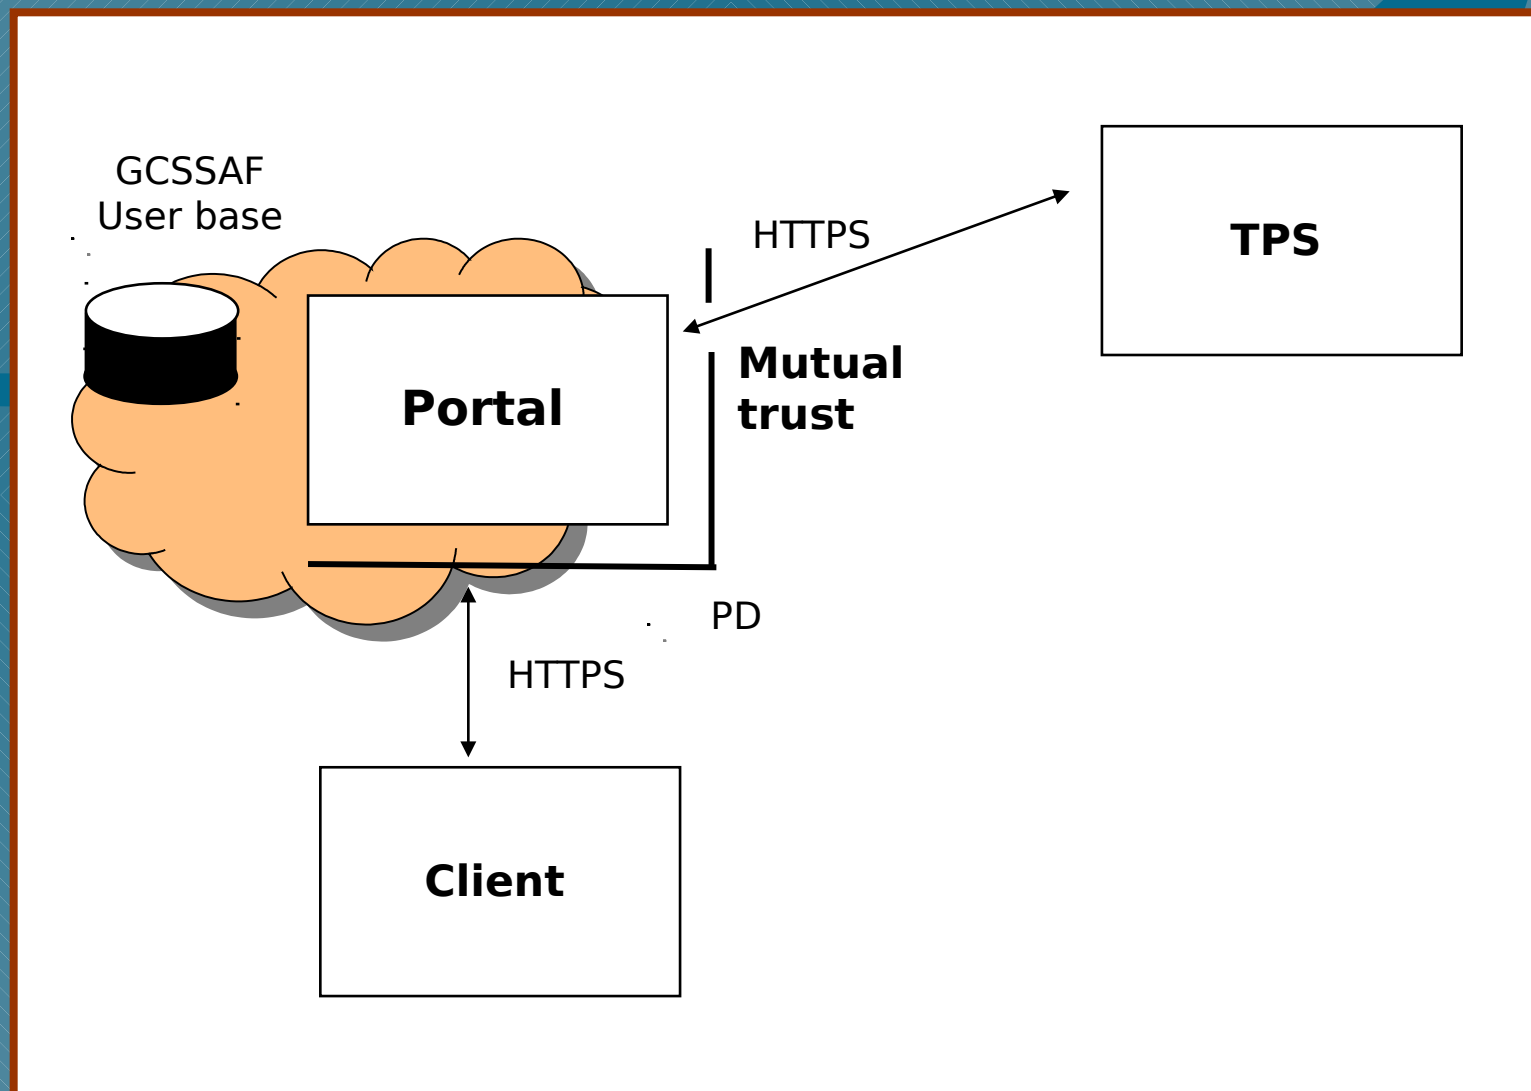 GCSSAF
User base
HTTPS
TPS
Mutual
trust
Portal
PD
HTTPS
Client